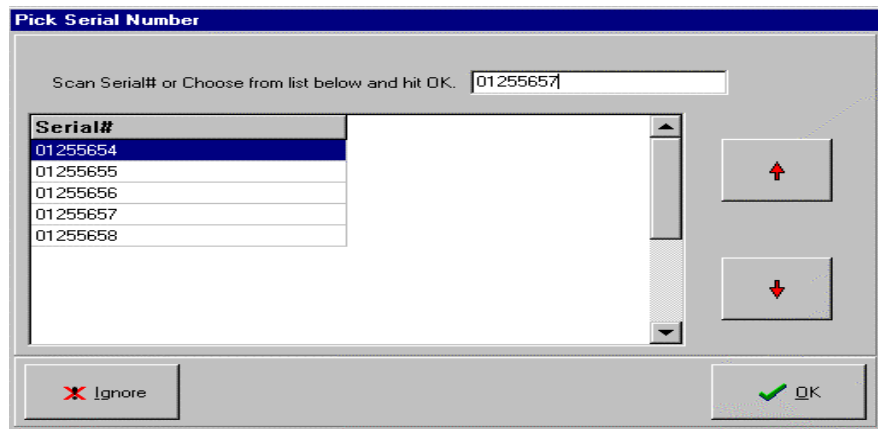 Pick Serial Number
Scan Serial# or Choose from list below and hit OK. 01255657
Serial#
01255654
01255655
01255656
01255657
01255658
Ignore OK